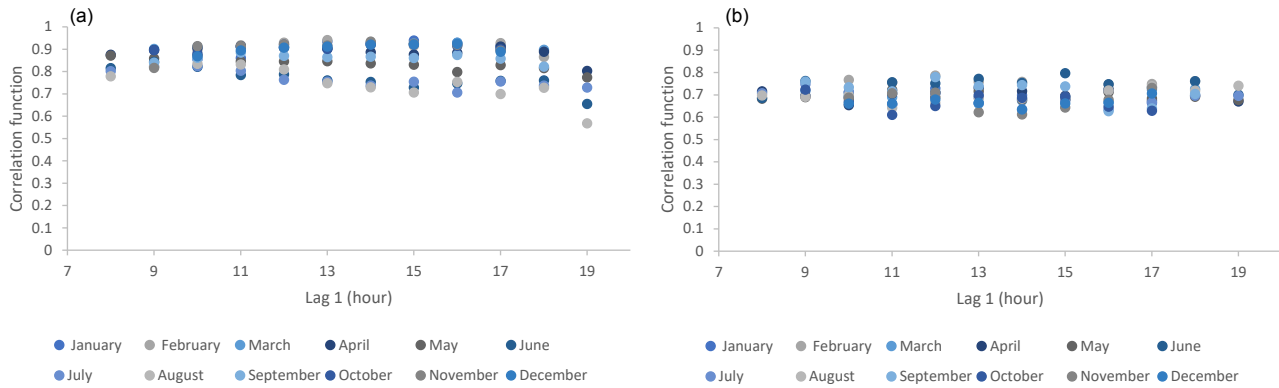 (a)
Correlation function
1
0.9
0.8
0.7
0.6
0.5
0.4
0.3
0.2
0.1
0
7 9 11 13 15 17 19
Lag 1 (hour)
January February March April May June
July August September October November December
(b)
Correlation function
1
0.9
0.8
0.7
0.6
0.5
0.4
0.3
0.2
0.1
0
7 9 11 13 15 17 19
Lag 1 (hour)
January February March April May June
July August September October November December